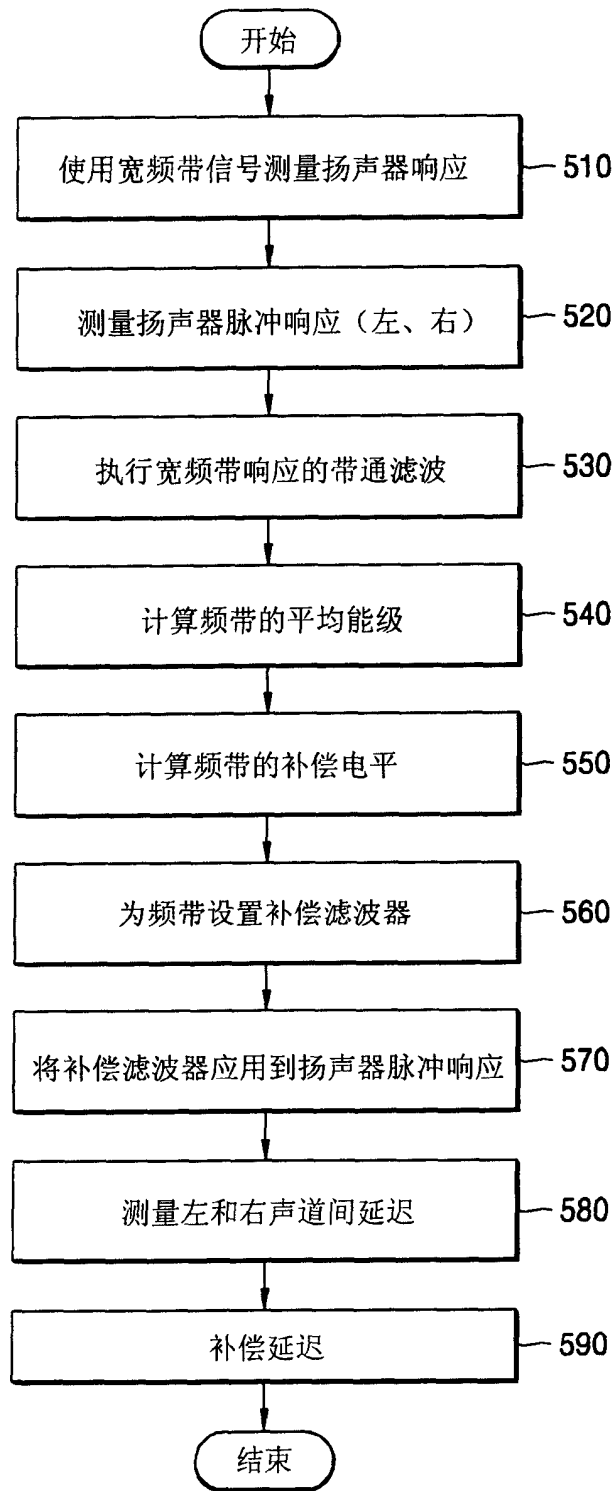 开始
使用宽频带信号测量扬声器响应 510
测量扬声器脉冲响应（左、右） 520
执行宽频带响应的带通滤波 530
计算频带的平均能级 540
计算频带的补偿电平 550
为频带设置补偿滤波器 560
将补偿滤波器应用到扬声器脉冲响应 570
测量左和右声道间延迟 580
补偿延迟 590
结束